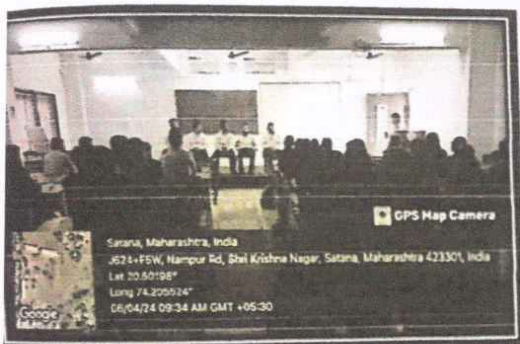 GPS Map Camera
Satana, Maharashtra, India
J624+F5W, Nampur Rd, Shri Krishna Nagar, Satana, Maharashtra 423301, India
Lat 20.60198°
Long 74.205524°
06/04/24 09:34 AM GMT +05:30
Google